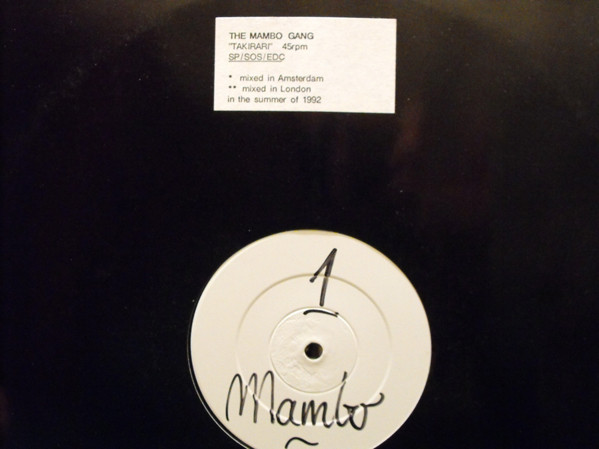 THE MAMBO GANG
"TAKIRARI" 45rpm
SP/SOS/EDC
* mixed in Amsterdam
** mixed in London
in the summer of 1992
1
Mambo